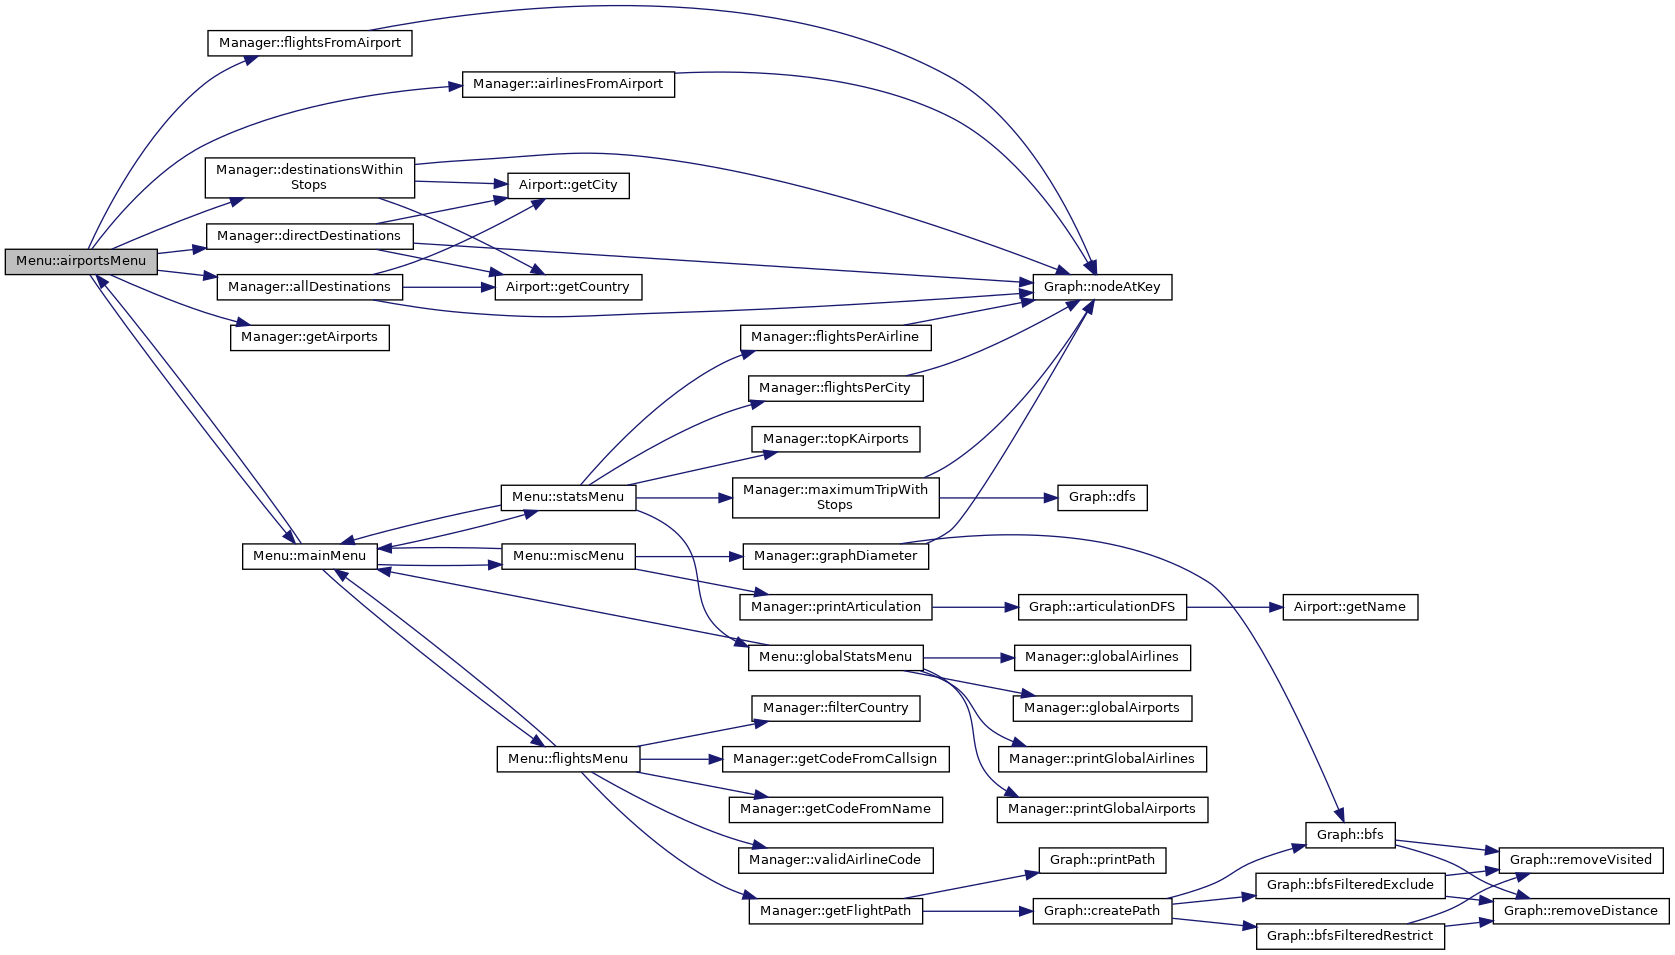 Manager::flightsFromAirport
Manager::airlinesFromAirport
Manager::destinationsWithin
Stops
Airport::getCity
Manager::directDestinations
Menu::airportsMenu
Manager::allDestinations
Airport::getCountry
Graph::nodeAtKey
Manager::getAirports
Manager::flightsPerAirline
Manager::flightsPerCity
Manager::topKAirports
Menu::statsMenu
Manager::maximumTripWith
Stops
Graph::dfs
Menu::mainMenu
Menu::miscMenu
Manager::graphDiameter
Manager::printArticulation
Graph::articulationDFS
Airport::getName
Menu::globalStatsMenu
Manager::globalAirlines
Manager::filterCountry
Manager::globalAirports
Menu::flightsMenu
Manager::getCodeFromCallsign
Manager::printGlobalAirlines
Manager::getCodeFromName
Manager::printGlobalAirports
Graph::bfs
Manager::validAirlineCode
Graph::printPath
Graph::removeVisited
Graph::bfsFilteredExclude
Manager::getFlightPath
Graph::createPath
Graph::removeDistance
Graph::bfsFilteredRestrict